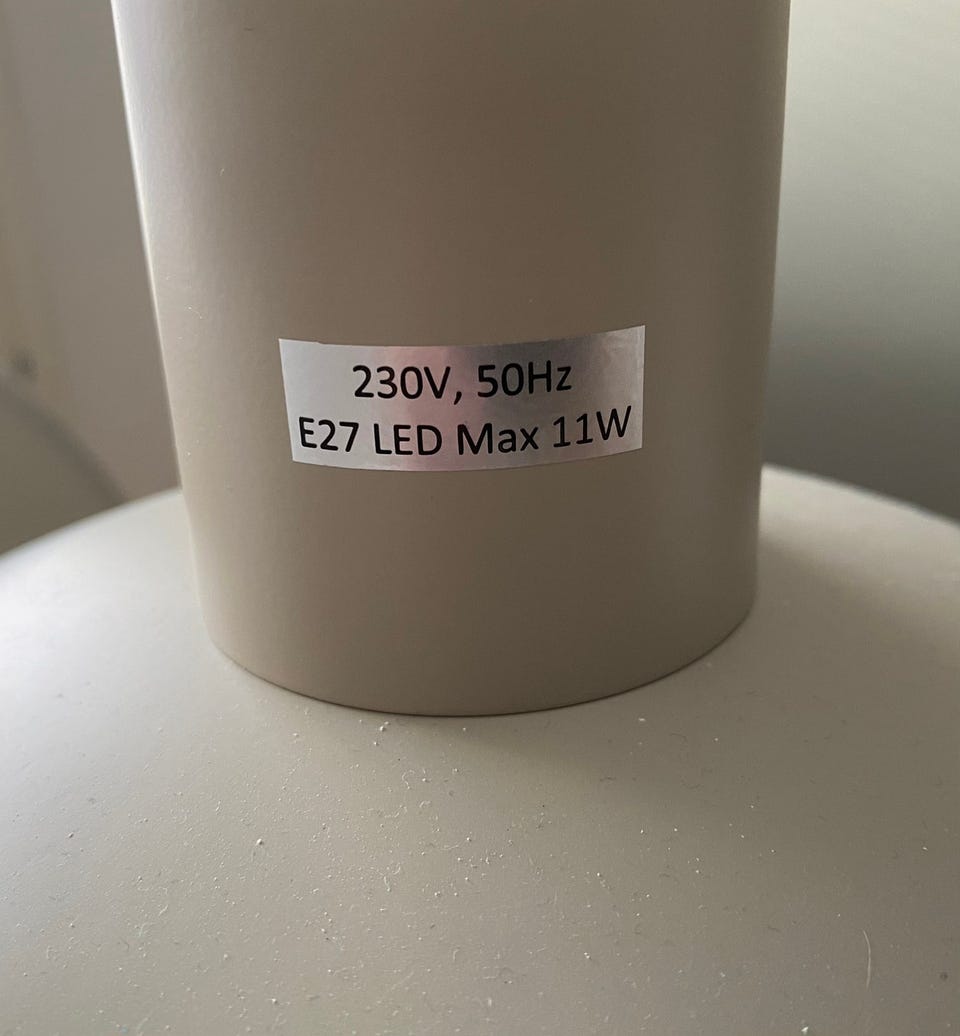 230V, 50Hz
E27 LED Max 11W